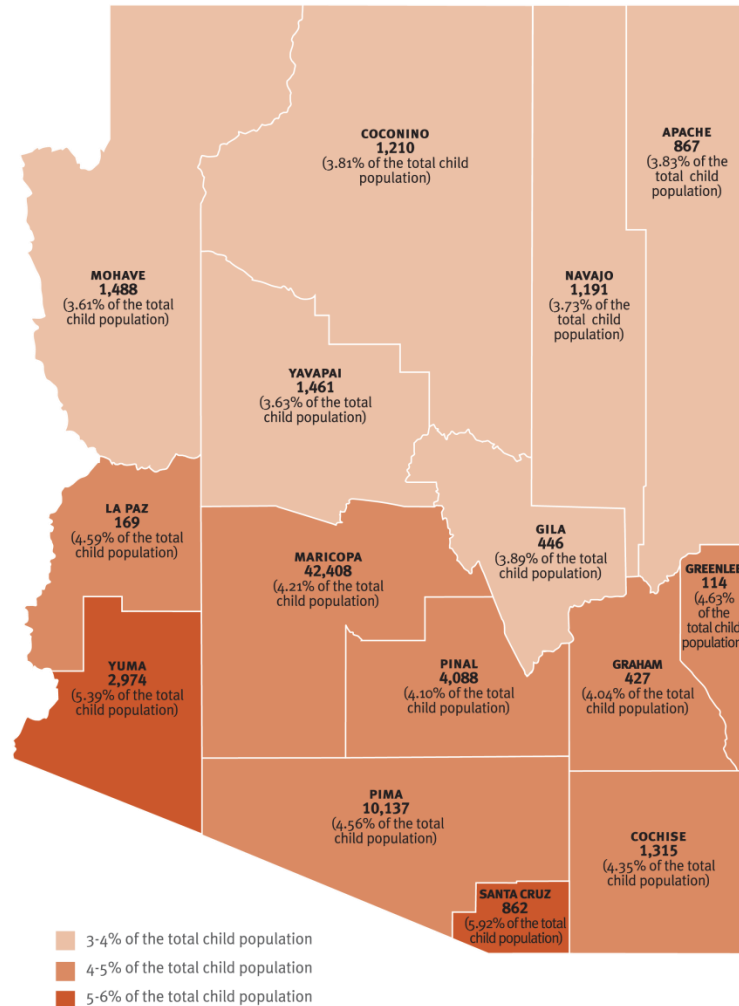 COCONINO
1,210
(3.81% of the total child
population)
APACHE
867
(3.83% of the
total child
population)
MOHAVE
1,488
(3.61% of the total
child population)
NAVAJO
1,191
(3.73% of the
total child
population)
YAVAPAI
1,461
(3.63% of the total
child population)
LA PAZ
169
(4.59% of the total
child population)
MARICOPA
42,408
(4.21% of the total
child population)
GILA
446
(3.89% of the total
child population)
GREENLEE
114
(4.63%
of the
total child
population)
YUMA
2,974
(5.39% of the total
child population)
PINAL
4,088
(4.10% of the total
child population)
GRAHAM
427
(4.04% of the total
child population)
PIMA
10,137
(4.56% of the total
child population)
COCHISE
1,315
(4.35% of the total
child population)
SANTA CRUZ
862
(5.92% of the total
child population)
3-4% of the total child population
4-5% of the total child population
5-6% of the total child population